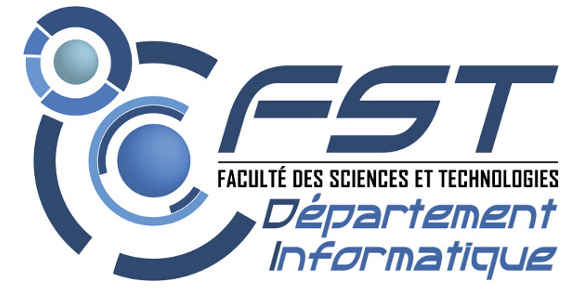 FST
FACULTÉ DES SCIENCES ET TECHNOLOGIES
Département
Informatique